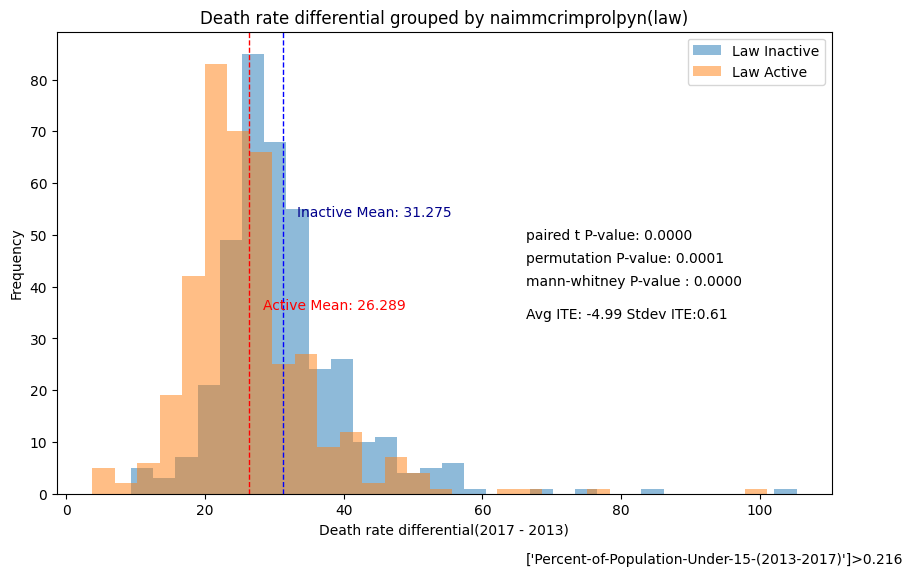 Death rate differential grouped by naimmcrimprolpyn(law)
Law Inactive
Law Active
Inactive Mean: 31.275
Active Mean: 26.289
paired t P-value: 0.0000
permutation P-value: 0.0001
mann-whitney P-value : 0.0000
Avg ITE: -4.99 Stdev ITE:0.61
Frequency
80
70
60
50
40
30
20
10
0
0 20 40 60 80 100
Death rate differential(2017 - 2013)
['Percent-of-Population-Under-15-(2013-2017)']>0.216